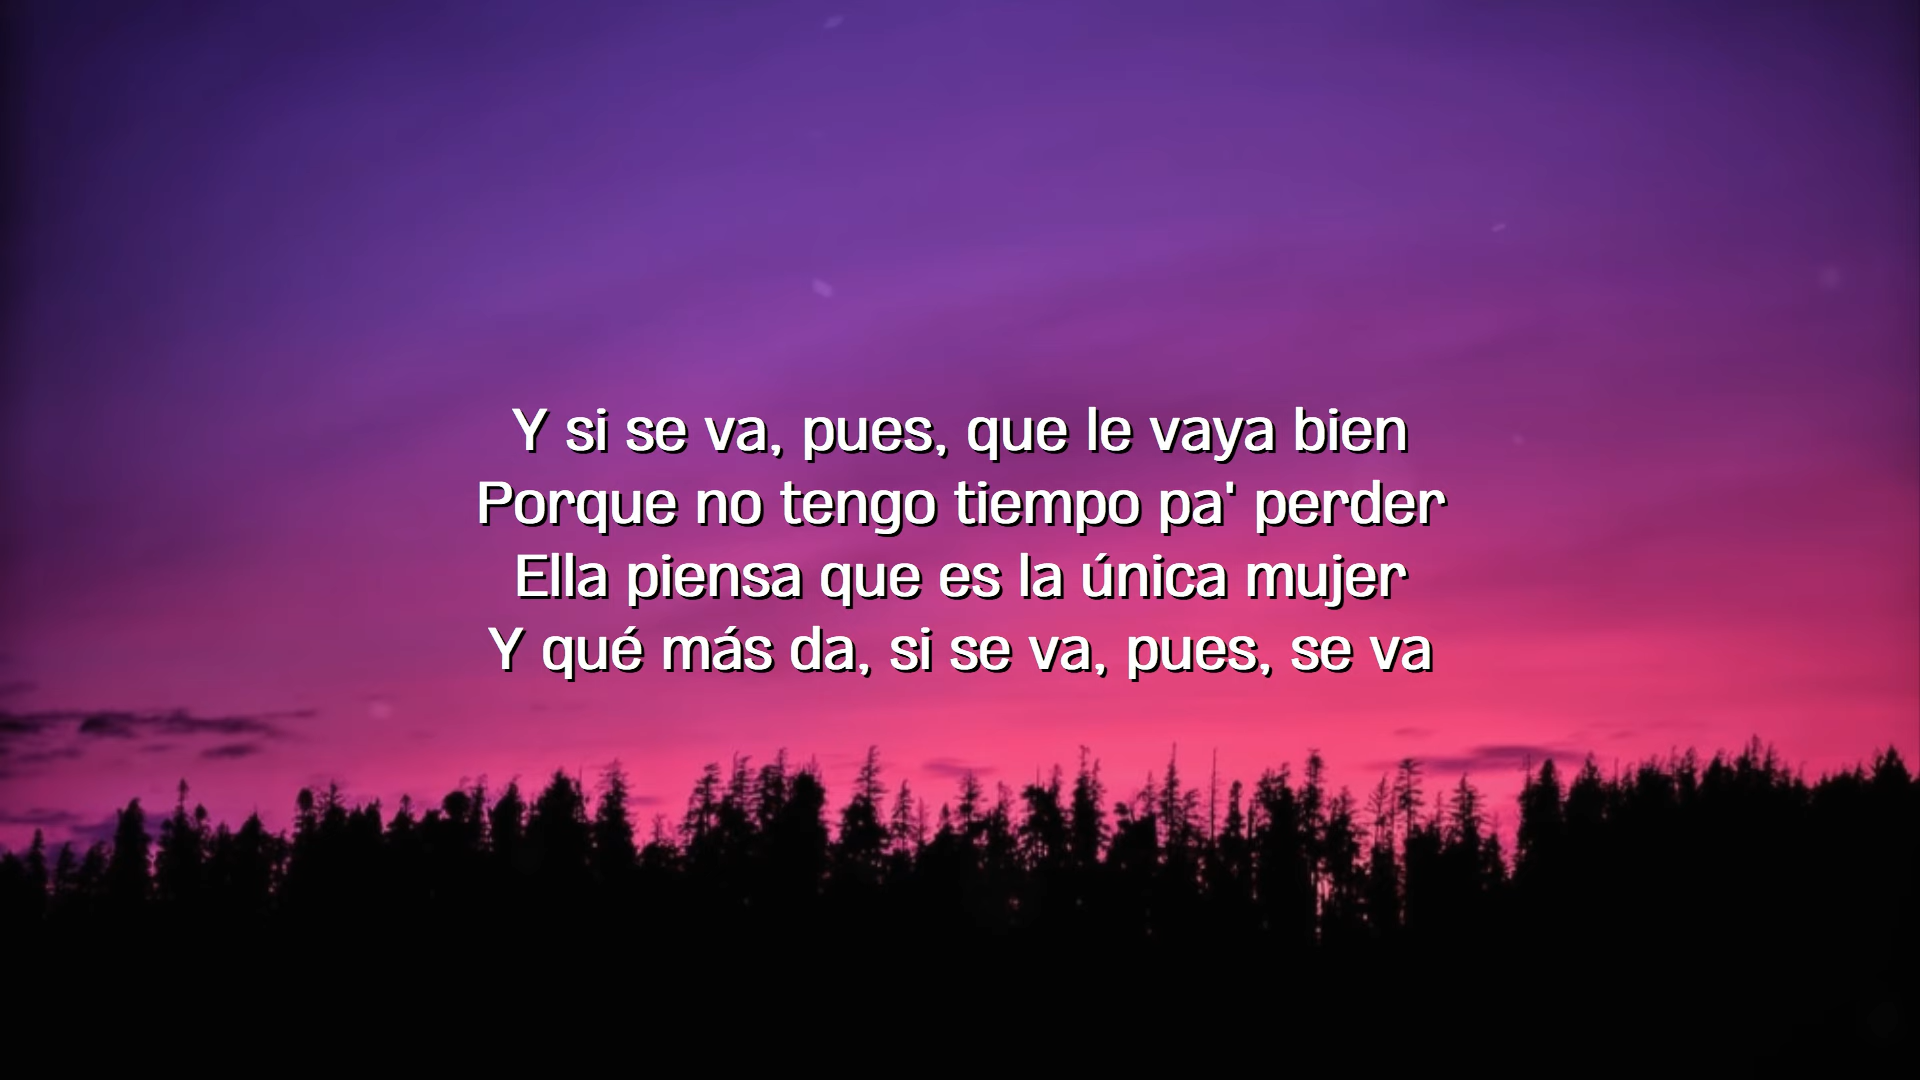 Y si se va, pues, que le vaya bien
Porque no tengo tiempo pa' perder
Ella piensa que es la única mujer
Y qué más da, si se va, pues, se va